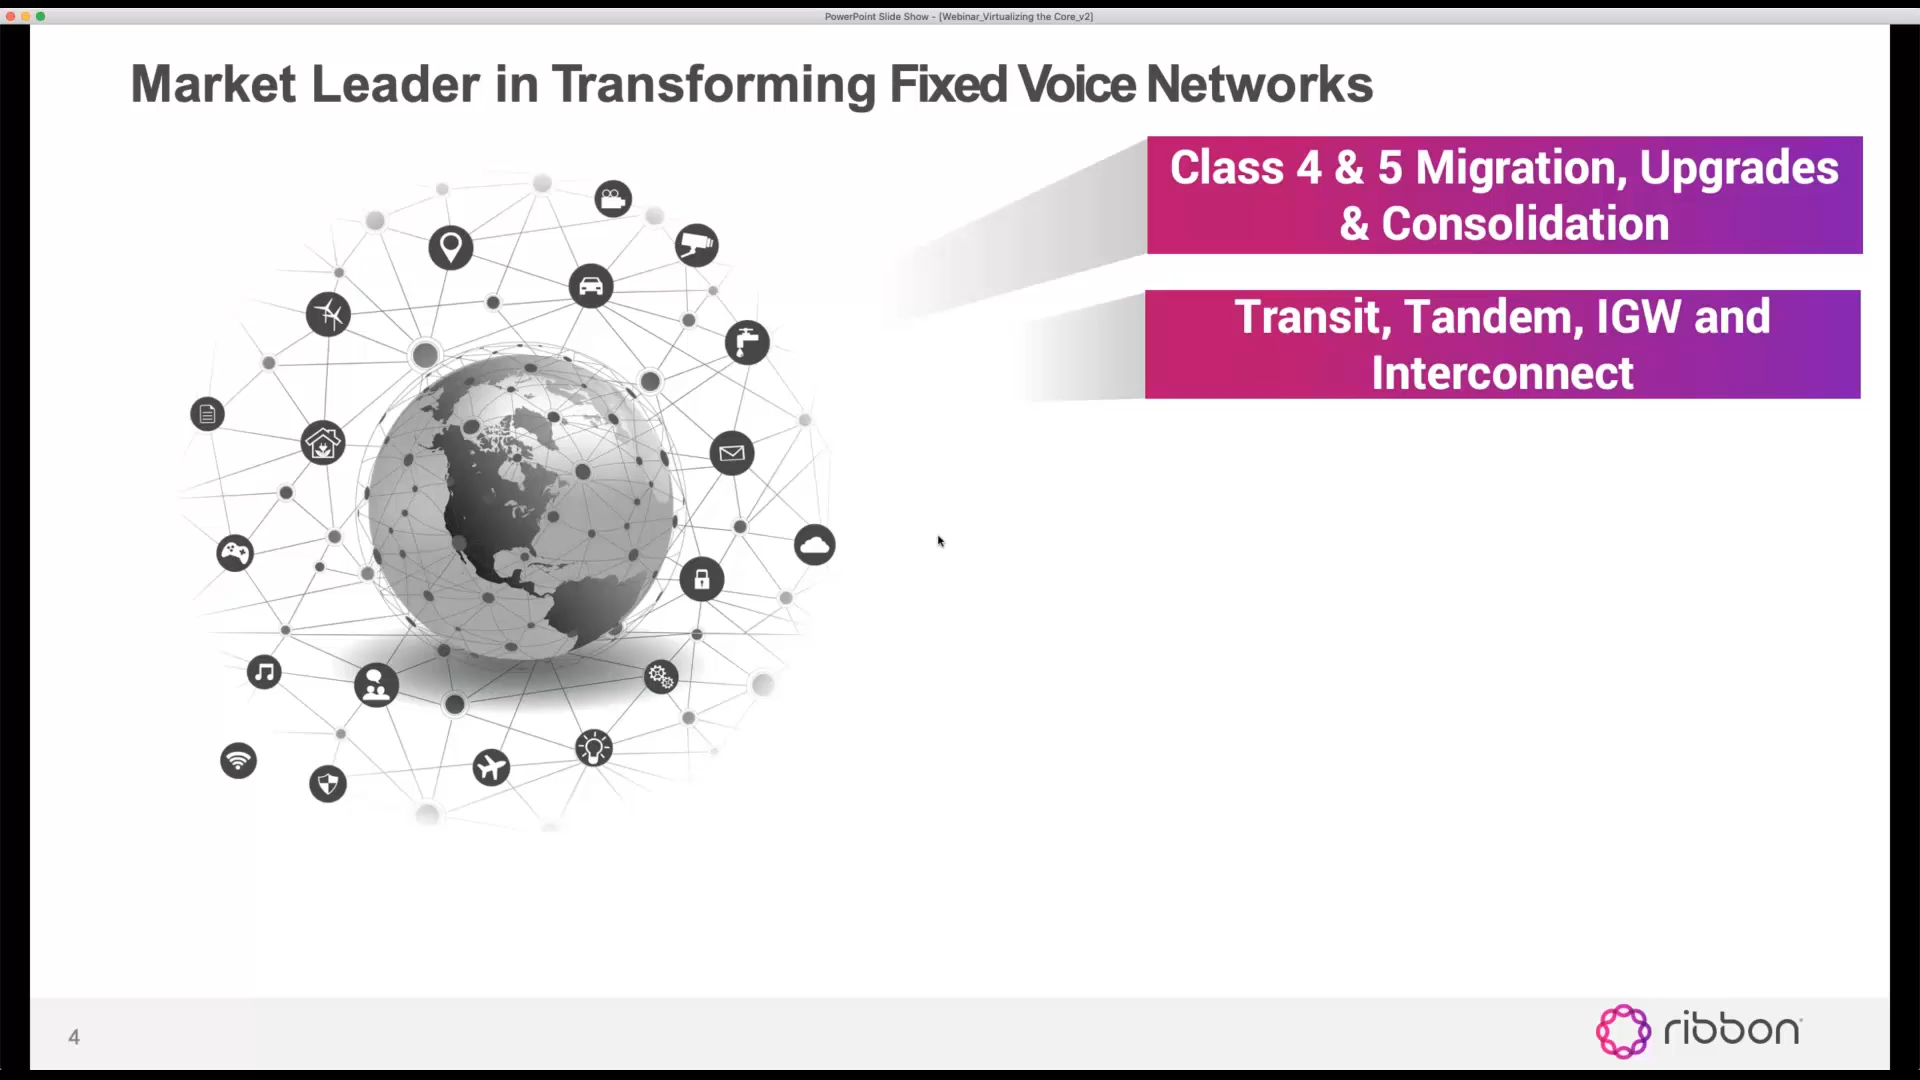 PowerPoint Slide Show - [Webinar_Virtualizing the Core_v2]
Market Leader in Transforming Fixed Voice Networks
Class 4 & 5 Migration, Upgrades
& Consolidation
Transit, Tandem, IGW and
Interconnect
4
ribbon